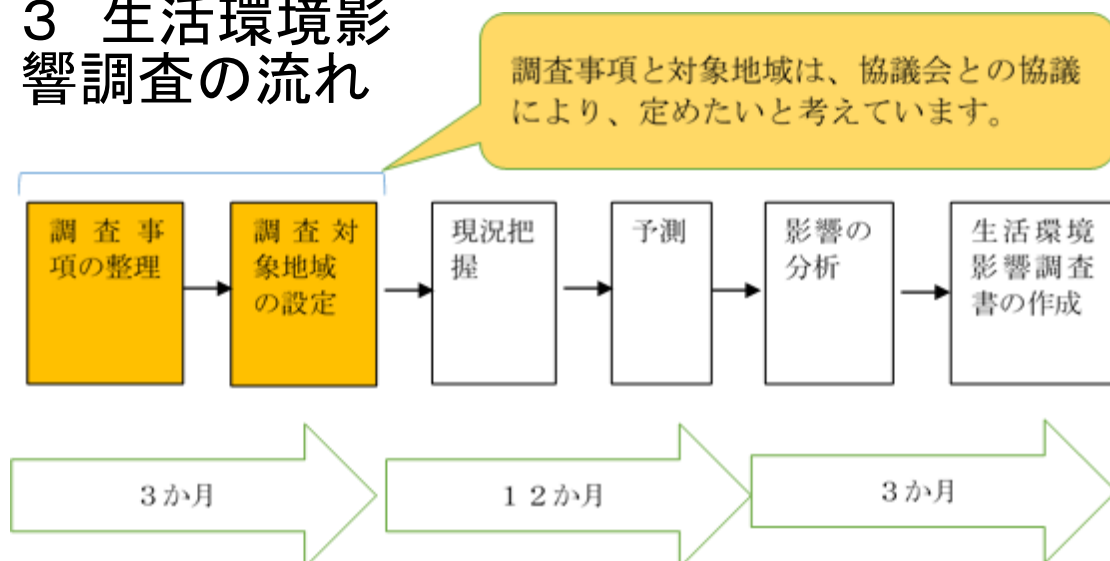 3 生活環境影
響調査の流れ
調査事項と対象地域は、協議会との協議
により、定めたいと考えています。
調査事
項の整理
調査対
象地域
の設定
現況把
握
予測
影響の
分析
生活環境
影響調査
書の作成
3か月
12か月
3か月